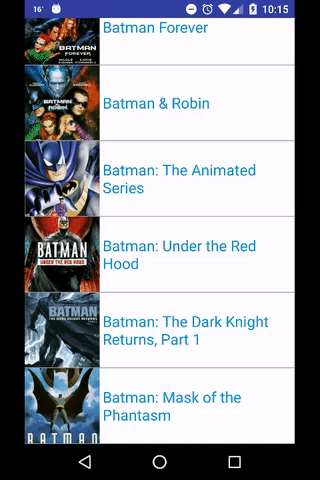 16°
10:15
BATMAN
FOREVER
Batman Forever
BATMAN
ROBIN
Batman & Robin
Batman: The Animated
Series
BATMAN
UNDER THE RED
HOOD
Batman: Under the Red
Hood
BATMAN
THE DARK KNIGHT
RETURNS
Batman: The Dark Knight
Returns, Part 1
BATMAN
Batman: Mask of the
Phantasm